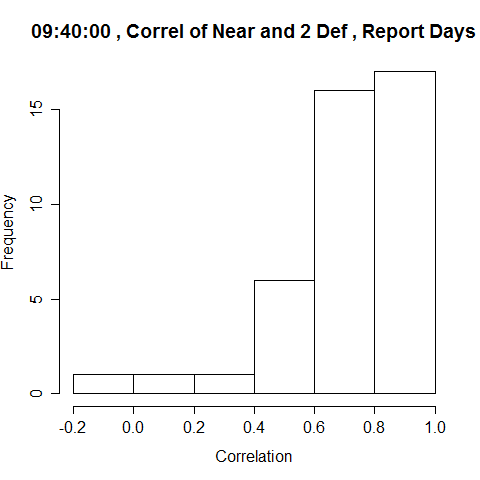 09:40:00 , Correl of Near and 2 Def , Report Days
Frequency
15
10
5
0
-0.2 0.0 0.2 0.4 0.6 0.8 1.0
Correlation